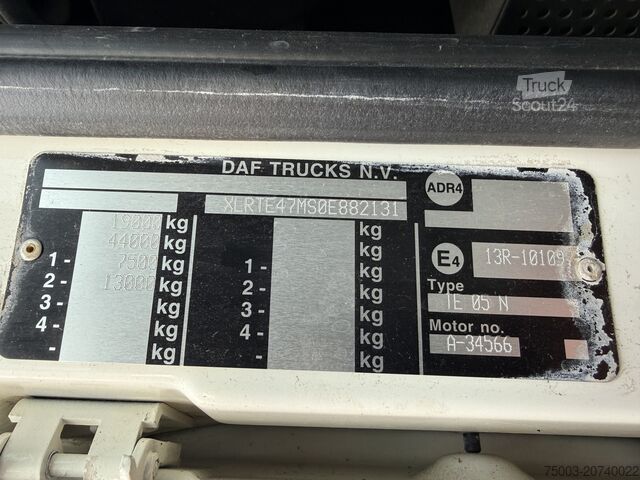 Truck
Scout24
DAF TRUCKS N.V.
XLRTE47MS0E882131
ADR4
19000 kg
44000 kg
1- 7500 kg
2- 13000 kg
3- kg
4- kg
- kg
kg
1- kg
2- kg
3- kg
4- kg
- kg
E4
13R-10109
Type
TE 05 N
Motor no.
A-34566
75003-20740022